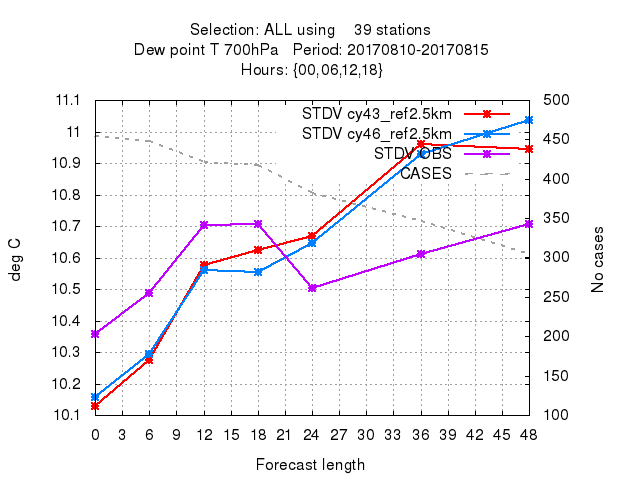 Selection: ALL using 39 stations
Dew point T 700hPa Period: 20170810-20170815
Hours: {00,06,12,18}
STDV cy43_ref2.5km
STDV cy46_ref2.5km
STDV OBS
CASES
11.1
11
10.9
10.8
10.7
10.6
10.5
10.4
10.3
10.2
10.1
deg C
500
450
400
350
300
250
200
150
100
No cases
0 3 6 9 12 15 18 21 24 27 30 33 36 39 42 45 48
Forecast length